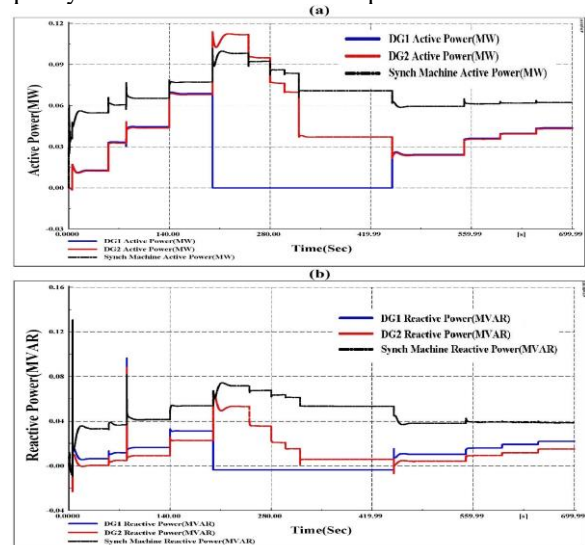 (a)
0.12
0.09
0.06
0.03
0.00
-0.03
Active Power(MW)
DG1 Active Power(MW)
DG2 Active Power(MW)
Synch Machine Active Power(MW)
0.0000 140.00 280.00 419.99 559.99 [s] 699.99
Time(Sec)
DG1 Active Power(MW)
DG2 Active Power(MW)
Synch Machine Active Power(MW)
(b)
0.16
0.12
0.08
0.04
-0.00
-0.04
Reactive Power(MVAR)
DG1 Reactive Power(MVAR)
DG2 Reactive Power(MVAR)
Synch Machine Reactive Power(MVAR)
0.0000 140.00 280.00 419.99 559.99 [s] 699.99
Time(Sec)
DG1 Reactive Power(MVAR)
DG2 Reactive Power(MVAR)
Synch Machine Reactive Power(MVAR)